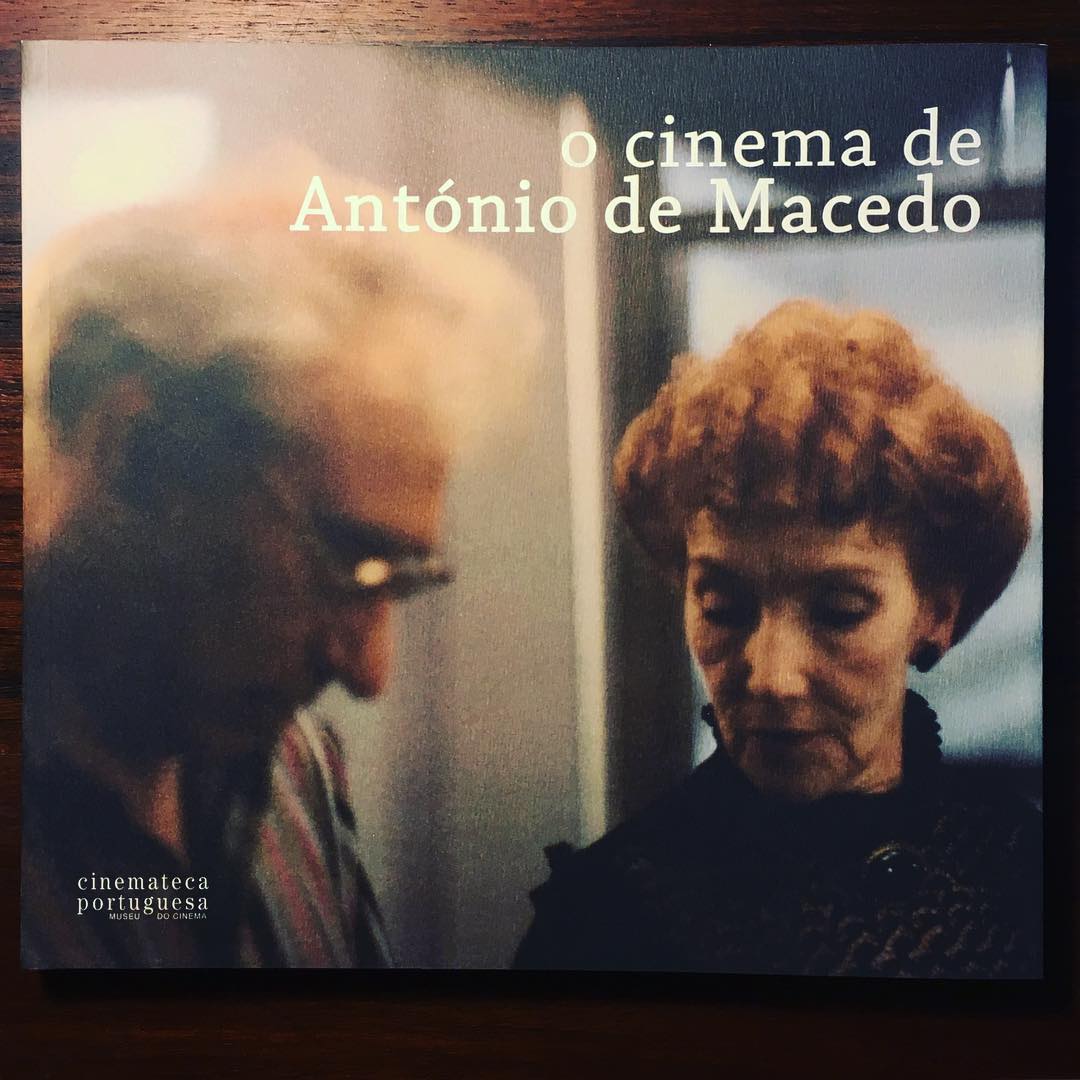 o cinema de
António de Macedo
cinemateca
portuguesa
MUSEU DO CINEMA